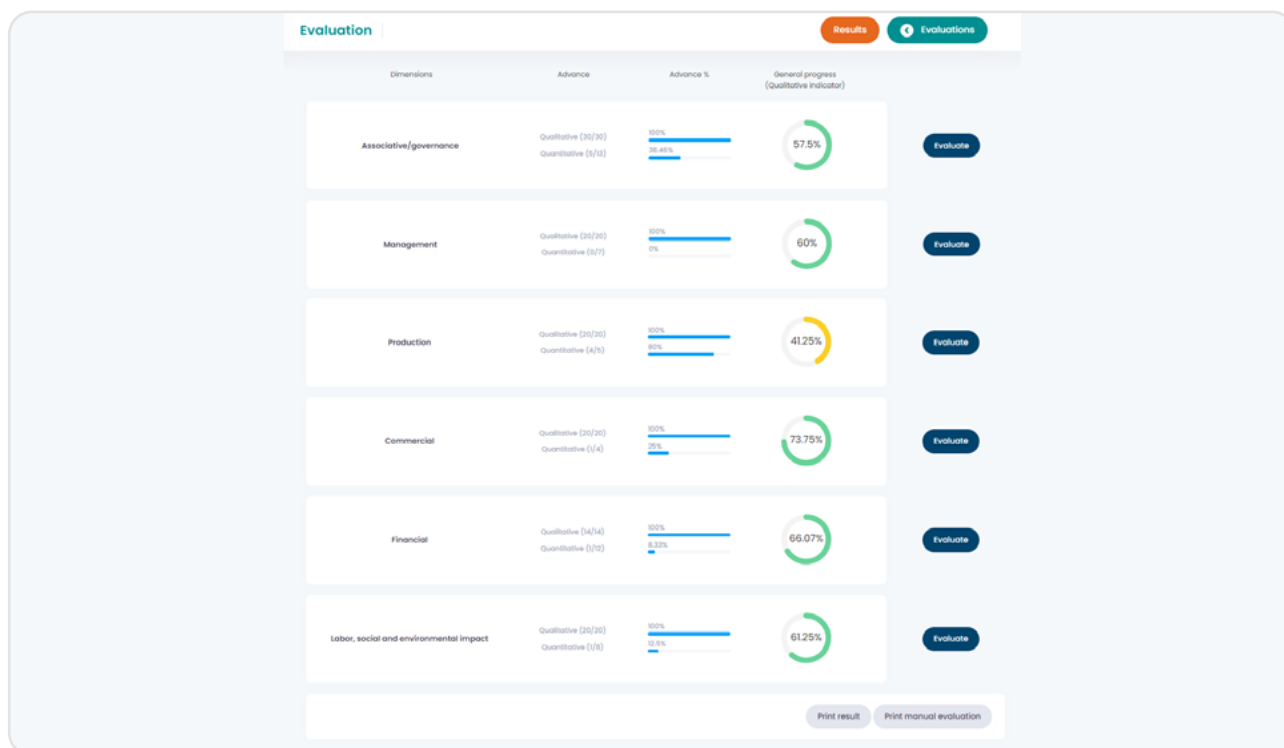 Evaluation
Results
Evaluations
Dimensions
Advance
Advance %
General progress
(Qualitative indicator)
Associative/governance
Qualitative (30/30)
Quantitative (5/13)
100%
38.46%
57.5%
Evaluate
Management
Qualitative (20/20)
Quantitative (0/7)
100%
0%
60%
Evaluate
Production
Qualitative (20/20)
Quantitative (4/5)
100%
80%
41.25%
Evaluate
Commercial
Qualitative (20/20)
Quantitative (1/4)
100%
25%
73.75%
Evaluate
Financial
Qualitative (14/14)
Quantitative (1/12)
100%
8.33%
66.07%
Evaluate
Labor, social and environmental impact
Qualitative (20/20)
Quantitative (1/8)
100%
12.5%
61.25%
Evaluate
Print result
Print manual evaluation